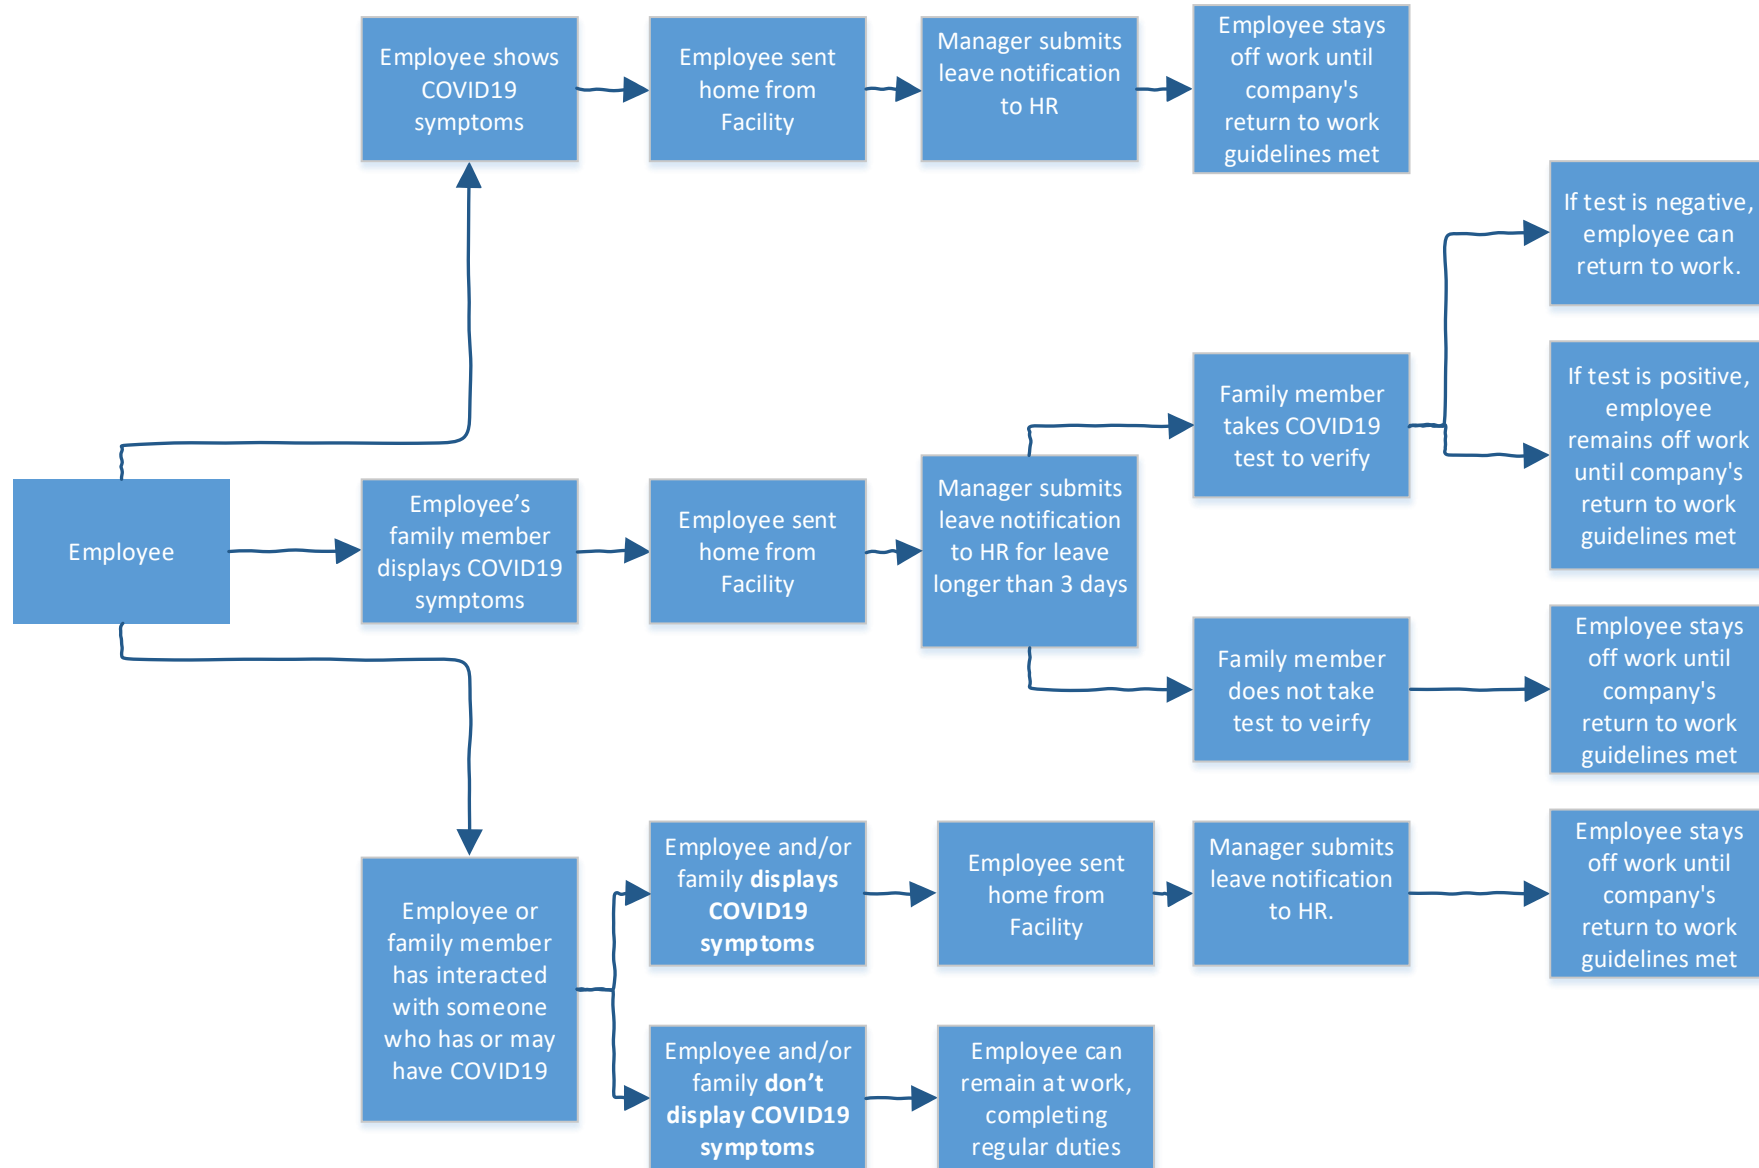 Employee shows
COVID19
symptoms
Employee sent
home from
Facility
Manager submits
leave notification
to HR
Employee stays
off work until
company's
return to work
guidelines met
If test is negative,
employee can
return to work.
Family member
takes COVID19
test to verify
If test is positive,
employee
remains off work
until company's
return to work
guidelines met
Employee
Employee’s
family member
displays COVID19
symptoms
Employee sent
home from
Facility
Manager submits
leave notification
to HR for leave
longer than 3 days
Family member
does not take
test to veirfy
Employee stays
off work until
company's
return to work
guidelines met
Employee or
family member
has interacted
with someone
who has or may
have COVID19
Employee and/or
family displays
COVID19
symptoms
Employee sent
home from
Facility
Manager submits
leave notification
to HR.
Employee stays
off work until
company's
return to work
guidelines met
Employee and/or
family don’t
display COVID19
symptoms
Employee can
remain at work,
completing
regular duties